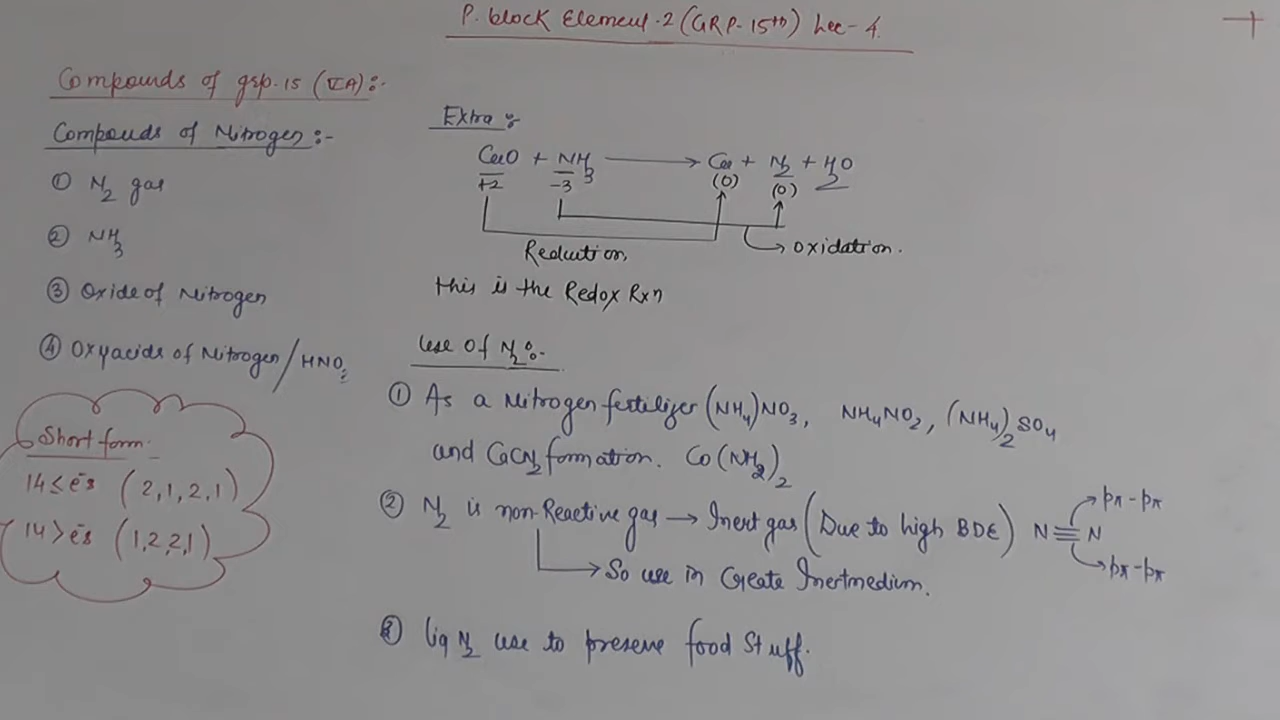 P. block Element.2 (GRP-15th) Lec-4.
Compounds of grp.15 (VA):-
Compouds of Nitrogen:-
① N2 gas
② NH3
③ Oxide of Nitrogen
④ Oxyacids of Nitrogen/HNO2
Short form.
14 ≤ ēs (2,1,2,1)
14 > ēs (1,2,2,1)
Extra:
CuO + NH3 → Cu + N2 + H2O
+2 -3 (0) (0)
Reduction,
oxidation.
this is the Redox Rxn
Use Of N2:-
① As a Nitrogen fertilizer (NH4)NO3, NH4NO2, (NH4)2SO4
and CaCN2 formation. Co(NH2)2
② N2 is non-Reactive gas → Inert gas (Due to high BDE) N≡N
pπ-pπ
pπ-pπ
→ So use in Create Inertmedium.
③ liq N2 use to preserve food stuff.